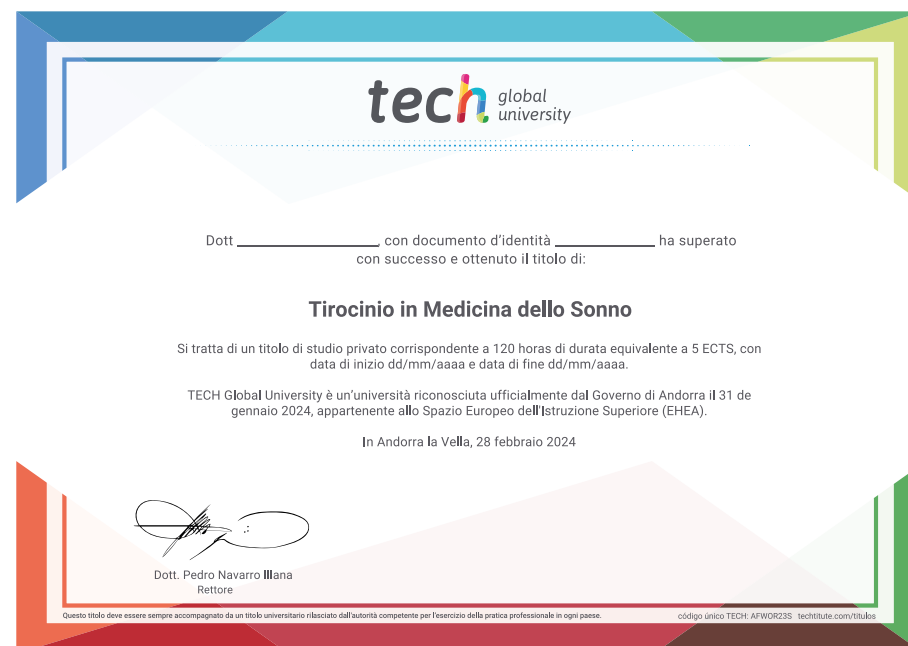 tech global
university
Dott ____________, con documento d'identità ____________ ha superato
con successo e ottenuto il titolo di:
Tirocinio in Medicina dello Sonno
Si tratta di un titolo di studio privato corrispondente a 120 horas di durata equivalente a 5 ECTS, con
data di inizio dd/mm/aaaa e data di fine dd/mm/aaaa.
TECH Global University è un'università riconosciuta ufficialmente dal Governo di Andorra il 31 de
gennaio 2024, appartenente allo Spazio Europeo dell'Istruzione Superiore (EHEA).
In Andorra la Vella, 28 febbraio 2024
Dott. Pedro Navarro Illana
Rettore
Questo titolo deve essere sempre accompagnato da un titolo universitario rilasciato dall'autorità competente per l'esercizio della pratica professionale in ogni paese.
código único TECH: AFWOR23S techtitute.com/titulos